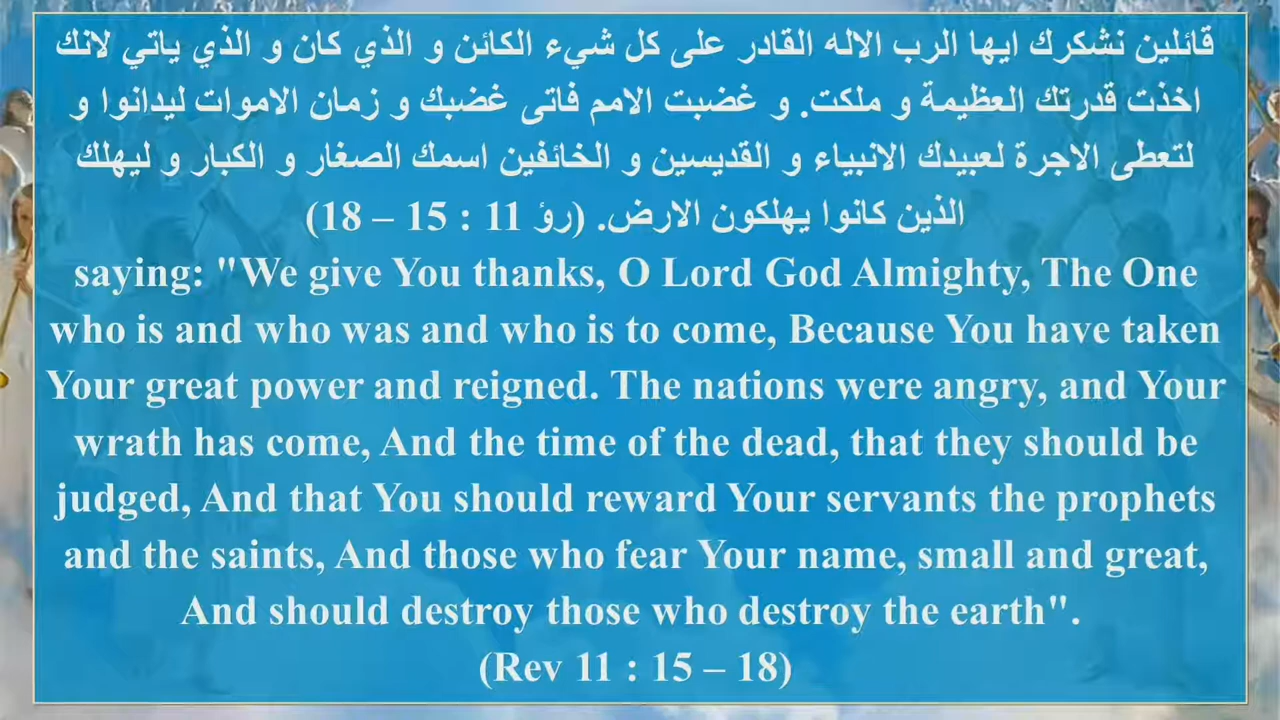 قائلين نشكرك ايها الرب الاله القادر على كل شيء الكائن و الذي كان و الذي ياتي لانك
اخذت قدرتك العظيمة و ملكت. و غضبت الامم فاتى غضبك و زمان الاموات ليدانوا و
لتعطى الاجرة لعبيدك الانبياء و القديسين و الخائفين اسمك الصغار و الكبار و ليهلك
الذين كانوا يهلكون الارض. (رؤ 11 : 15 – 18)
saying: "We give You thanks, O Lord God Almighty, The One
who is and who was and who is to come, Because You have taken
Your great power and reigned. The nations were angry, and Your
wrath has come, And the time of the dead, that they should be
judged, And that You should reward Your servants the prophets
and the saints, And those who fear Your name, small and great,
And should destroy those who destroy the earth".
(Rev 11 : 15 – 18)